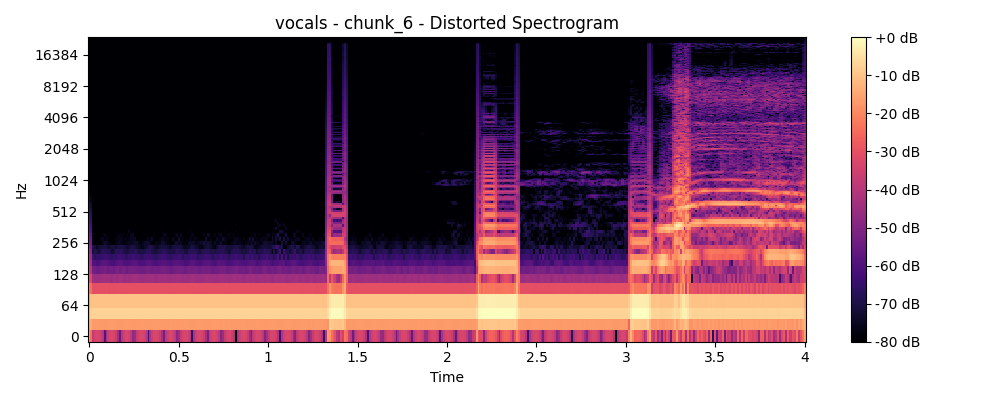 vocals - chunk_6 - Distorted Spectrogram
Hz
16384
8192
4096
2048
1024
512
256
128
64
0
0 0.5 1 1.5 2 2.5 3 3.5 4
Time
+0 dB
-10 dB
-20 dB
-30 dB
-40 dB
-50 dB
-60 dB
-70 dB
-80 dB